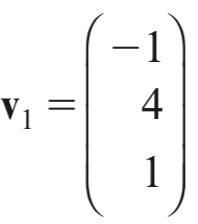 v₁ = (−1
4
1)